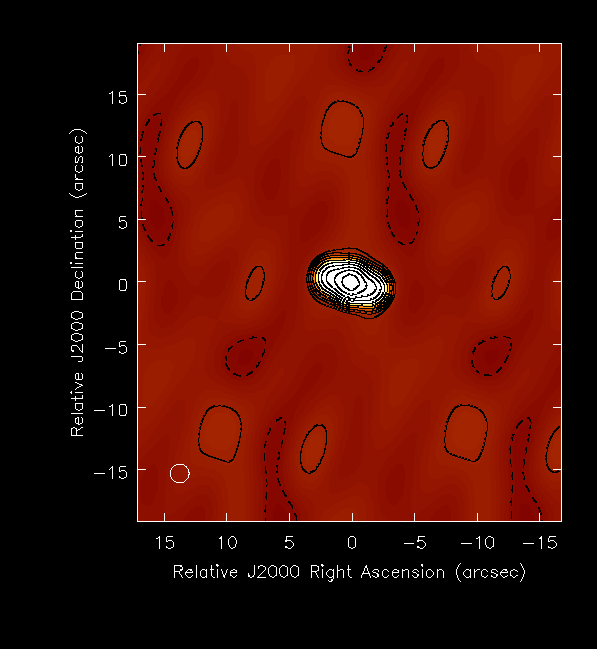 15
10
5
0
−5
−10
−15
Relative J2000 Declination (arcsec)
15 10 5 0 −5 −10 −15
Relative J2000 Right Ascension (arcsec)